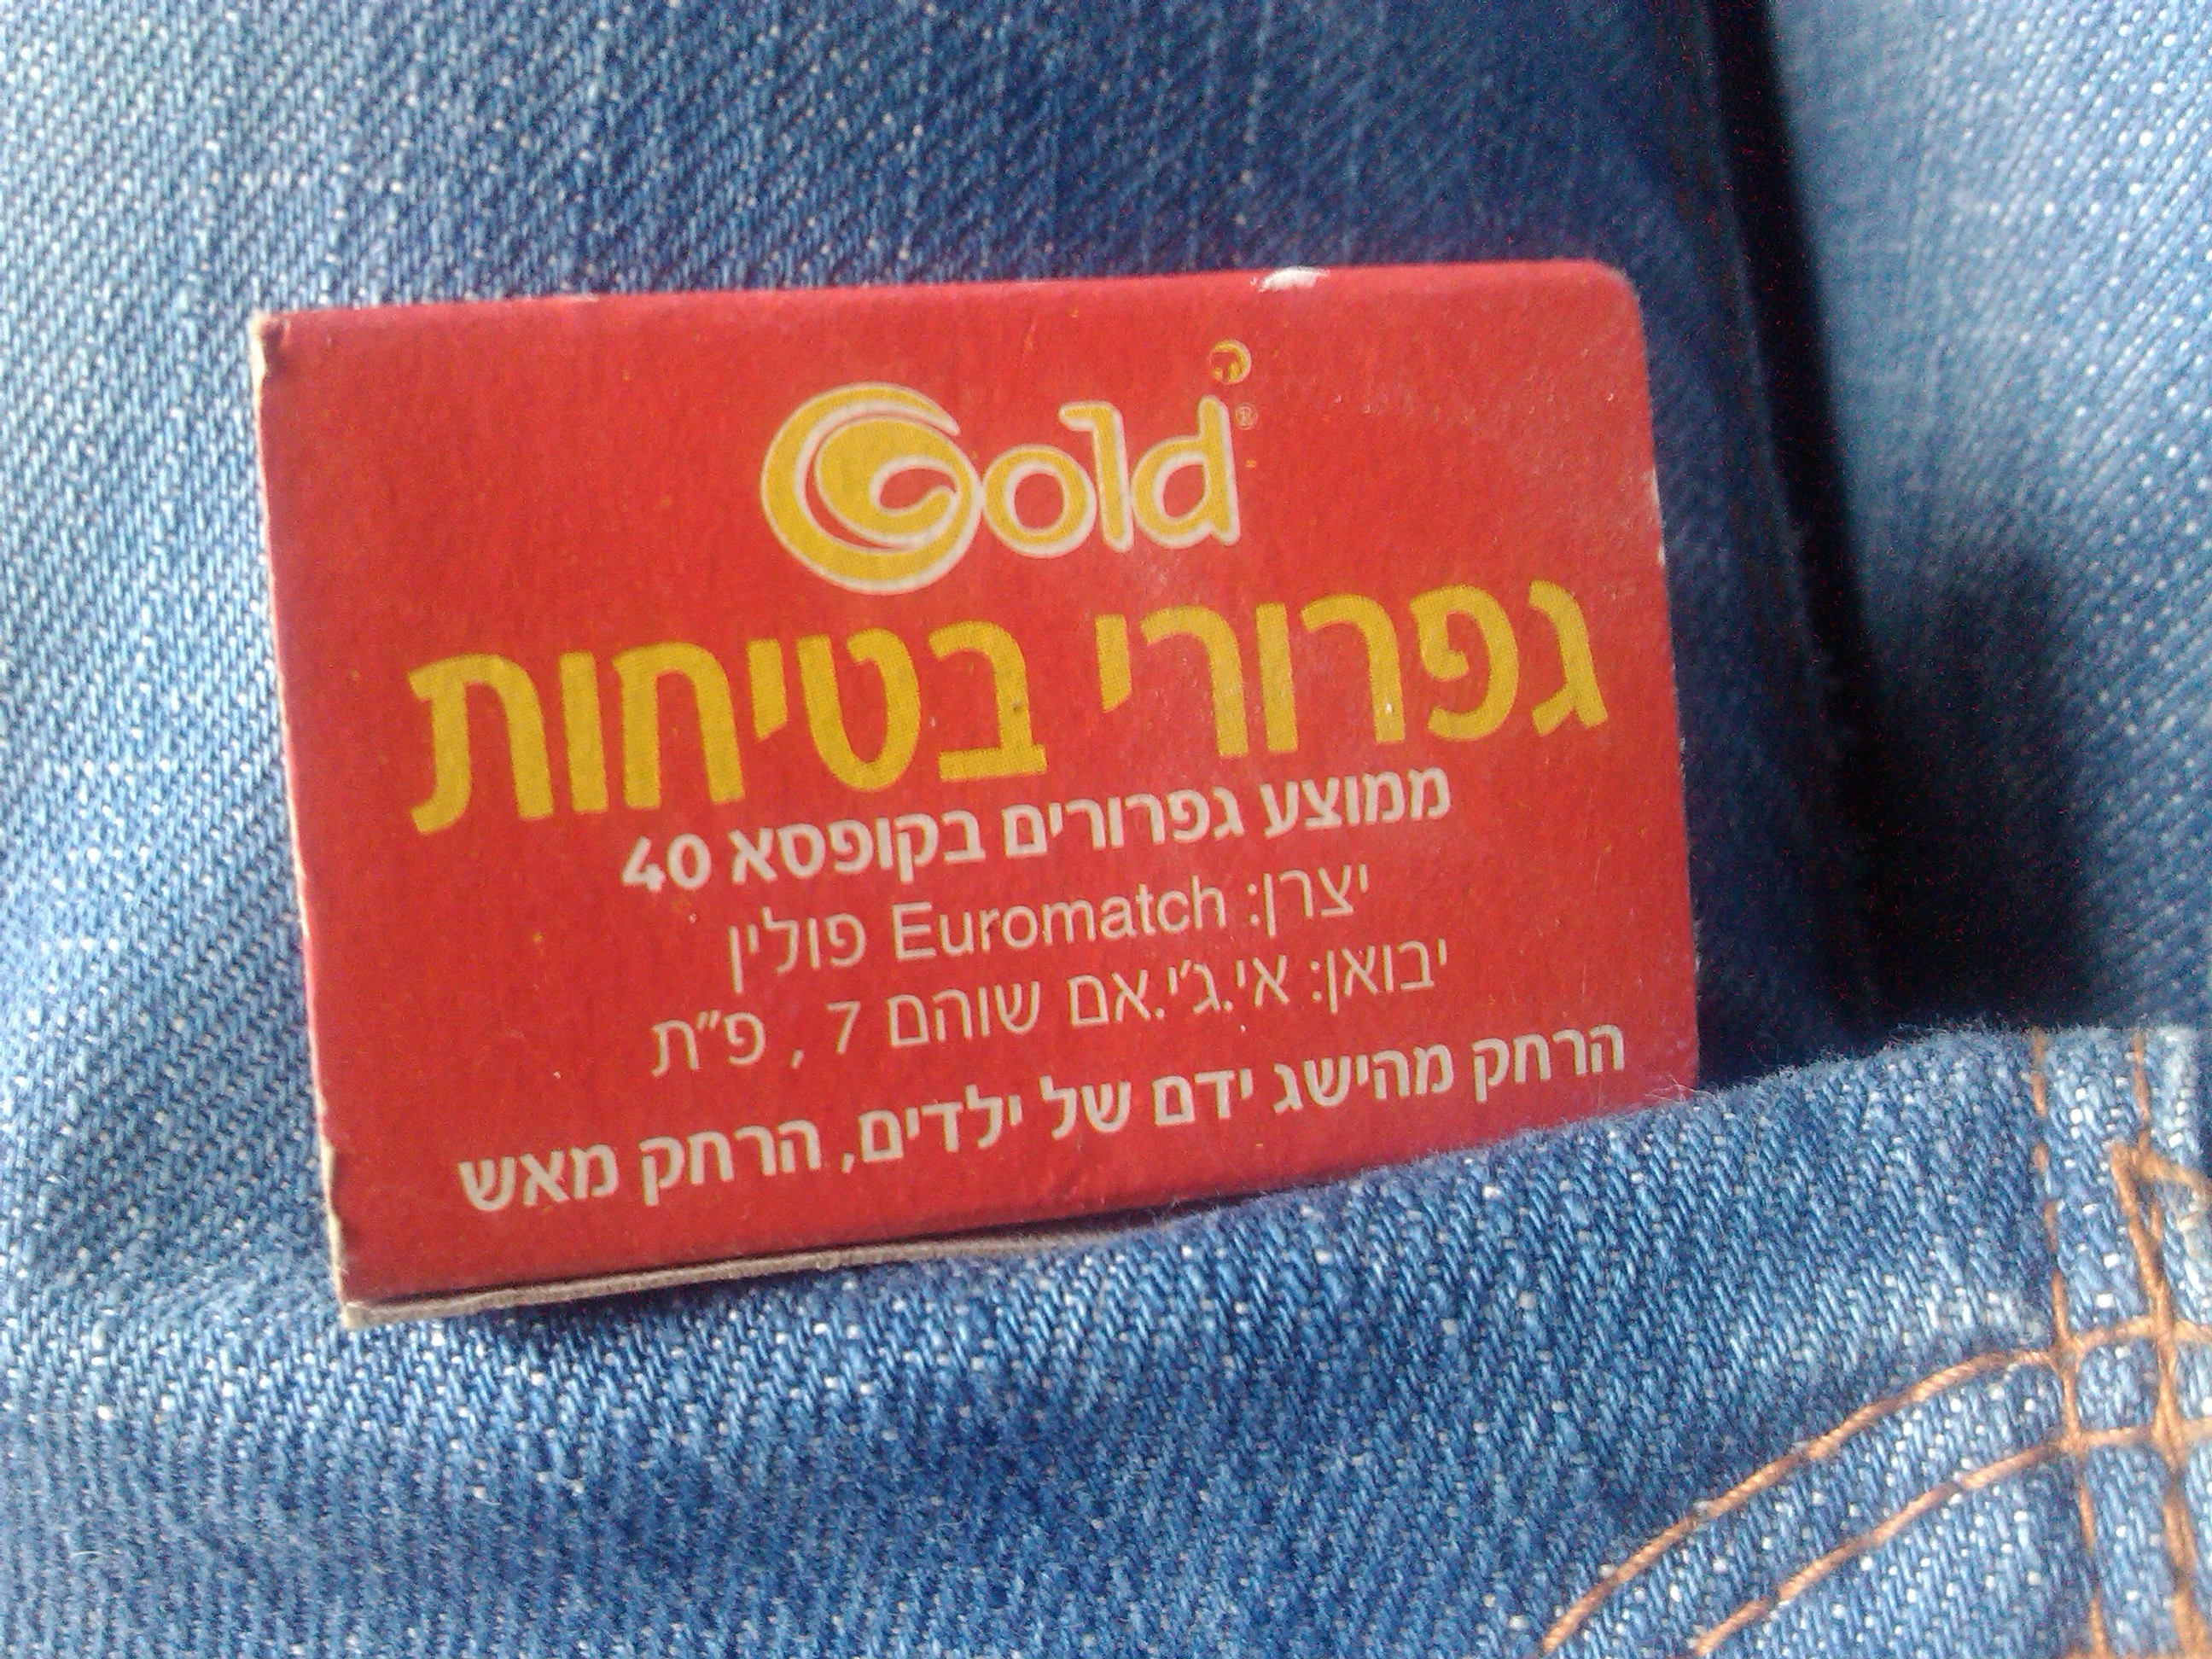 Gold®
גפרורי בטיחות
ממוצע גפרורים בקופסא 40
יצרן: Euromatch פולין
יבואן: אי.ג'י.אם שוהם 7, פ"ת
הרחק מהישג ידם של ילדים, הרחק מאש